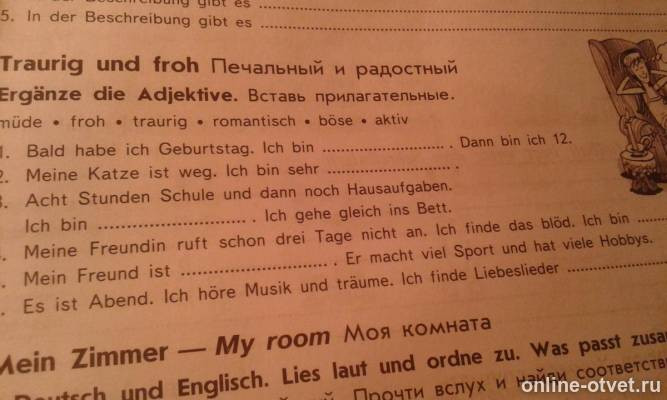 der Beschreibung gibt es
5. In der Beschreibung gibt es
Traurig und froh Печальный и радостный
Ergänze die Adjektive. Вставь прилагательные.
müde • froh • traurig • romantisch • böse • aktiv
1. Bald habe ich Geburtstag. Ich bin .......................... . Dann bin ich 12.
2. Meine Katze ist weg. Ich bin sehr .......................... .
3. Acht Stunden Schule und dann noch Hausaufgaben.
Ich bin .............................. . Ich gehe gleich ins Bett.
Meine Freundin ruft schon drei Tage nicht an. Ich finde das blöd. Ich bin .........
. Mein Freund ist .............................. . Er macht viel Sport und hat viele Hobbys.
. Es ist Abend. Ich höre Musik und träume. Ich finde Liebeslieder ....................
Mein Zimmer — My room Моя комната
Deutsch und Englisch. Lies laut und ordne zu. Was passt
Прочти вслух и найди
online-otvet.ru